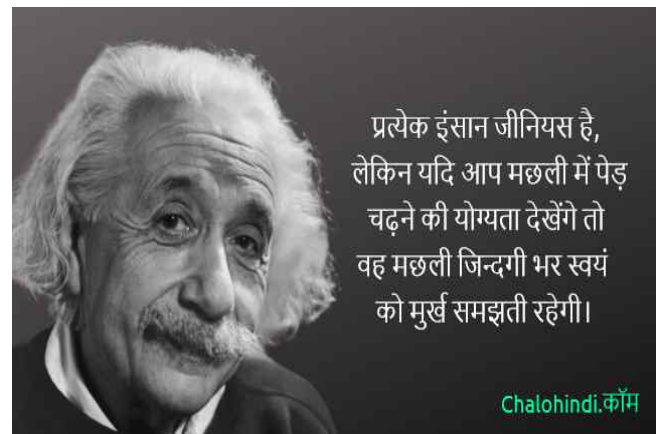 प्रत्येक इंसान जीनियस है,
लेकिन यदि आप मछली में पेड़
चढ़ने की योग्यता देखेंगे तो
वह मछली जिन्दगी भर स्वयं
को मुर्ख समझती रहेगी।
Chalohindi.कॉम